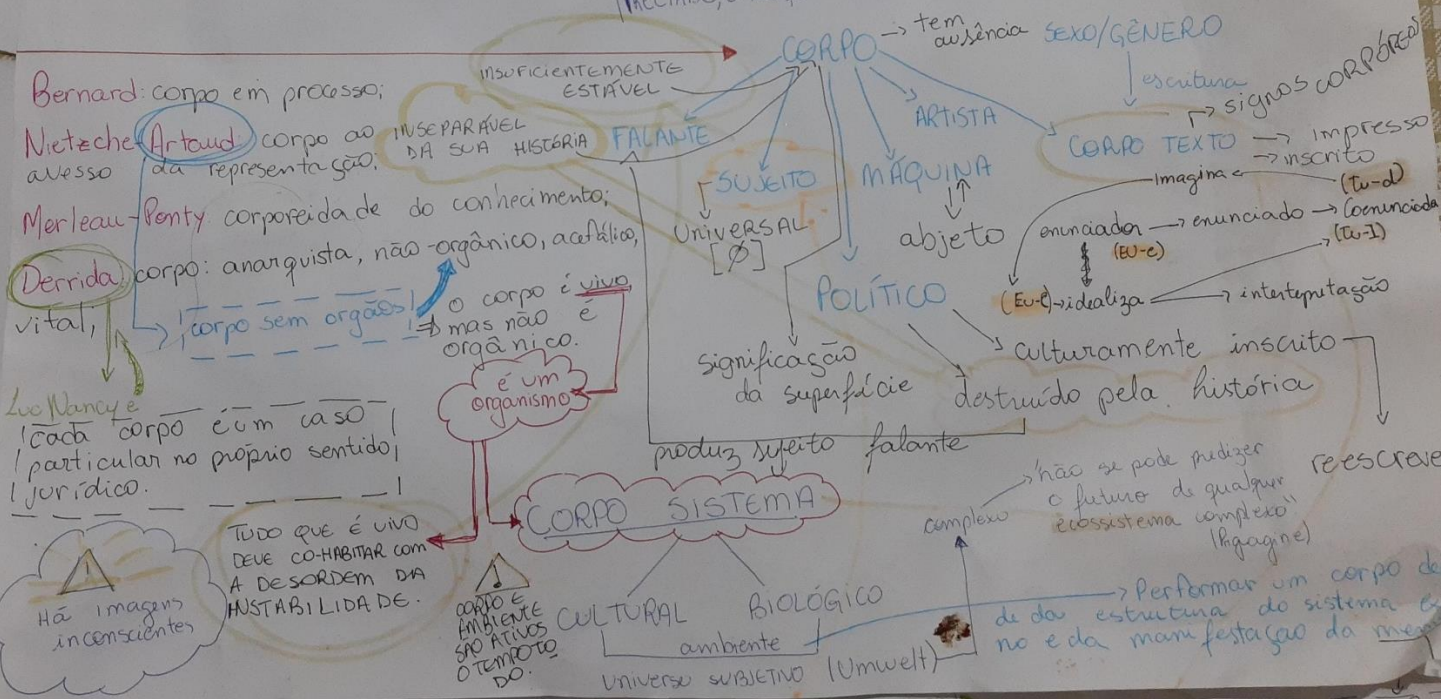 Bernard: corpo em processo;
Nietzche Artaud: corpo ao
avesso da representação;
Merleau-Ponty corporeidade do conhecimento;
Derrida corpo: anarquista, não-orgânico, acefálico,
vital;
corpo sem orgãos
Luc Nancy e
cada corpo é um caso
particular no próprio sentido
jurídico.
Há imagens
inconscientes
TUDO QUE É VIVO
DEVE CO-HABITAR com
A DESORDEM DA
INSTABILIDADE.
o corpo é vivo
mas não é
orgânico.
é um
organismo
INSUFICIENTEMENTE
ESTÁVEL
INSEPARÁVEL
DA SUA HISTÓRIA
CORPO
tem
ausência SEXO/GÊNERO
escritura
signos CORPÓREOS
CORPO TEXTO
impresso
inscrito
FALANTE
SUJEITO
UNIVERSAL
[Ø]
ARTISTA
MÁQUINA
abjeto
POLÍTICO
imagina
(Tu-d)
enunciador enunciado
(EU-e)
(Tu-I)
idealiza
significação
da superfície
culturamente inscrito
destruído pela história
reescreve
produz sujeito falante
CORPO SISTEMA
CULTURAL BIOLÓGICO
ambiente
universo SUBJETIVO (Umwelt)
CORPO E
AMBIENTE
SÃO ATIVOS
O TEMPO TO
DO.
complexo
"não se pode predizer
o futuro de qualquer
ecossistema complexo"
Performar um corpo de
de da estrutura do sistema
no e da manifestação da